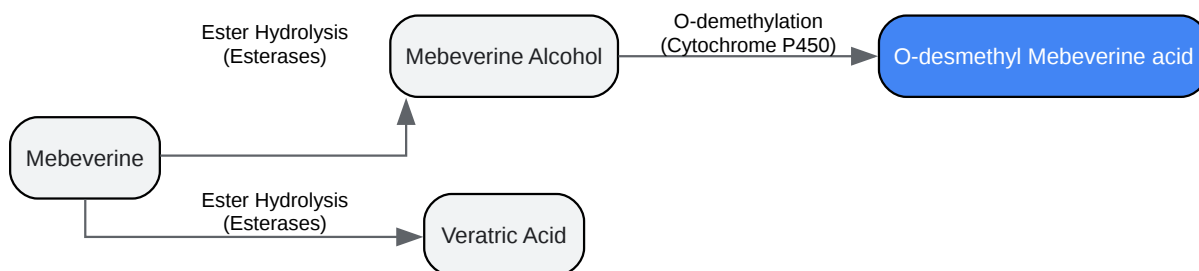 Ester Hydrolysis
(Esterases)
O-demethylation
(Cytochrome P450)
Mebeverine Alcohol
O-desmethyl Mebeverine acid
Mebeverine
Ester Hydrolysis
(Esterases)
Veratric Acid